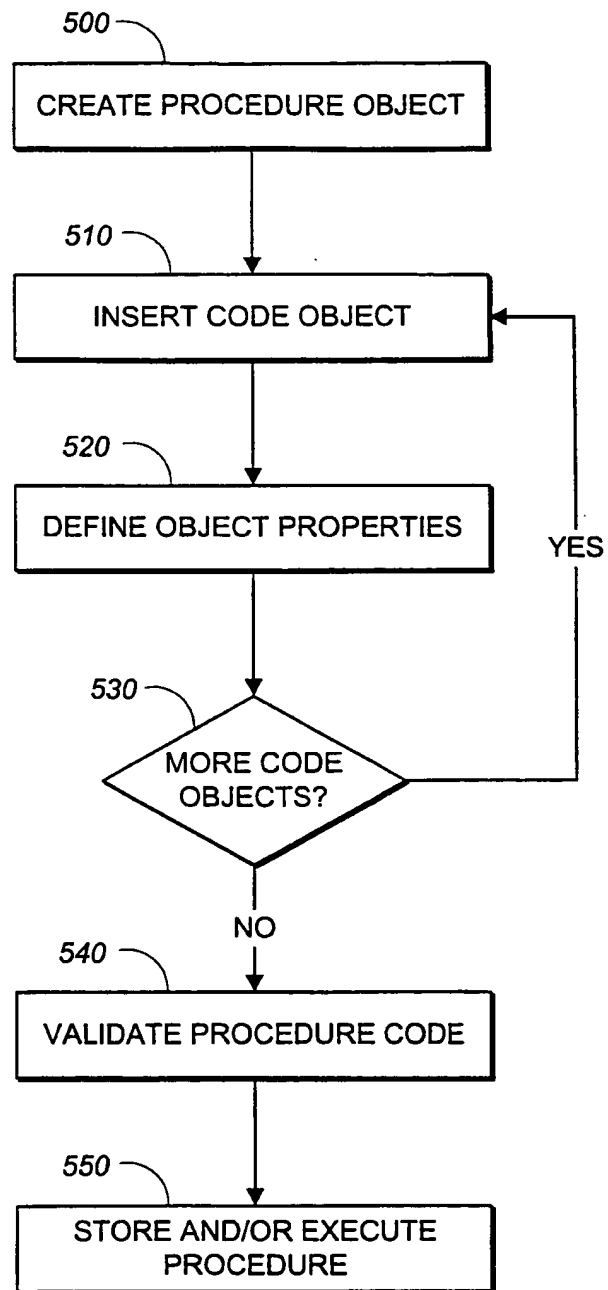 500
CREATE PROCEDURE OBJECT
510
INSERT CODE OBJECT
520
DEFINE OBJECT PROPERTIES
YES
530
MORE CODE
OBJECTS?
NO
540
VALIDATE PROCEDURE CODE
550
STORE AND/OR EXECUTE
PROCEDURE